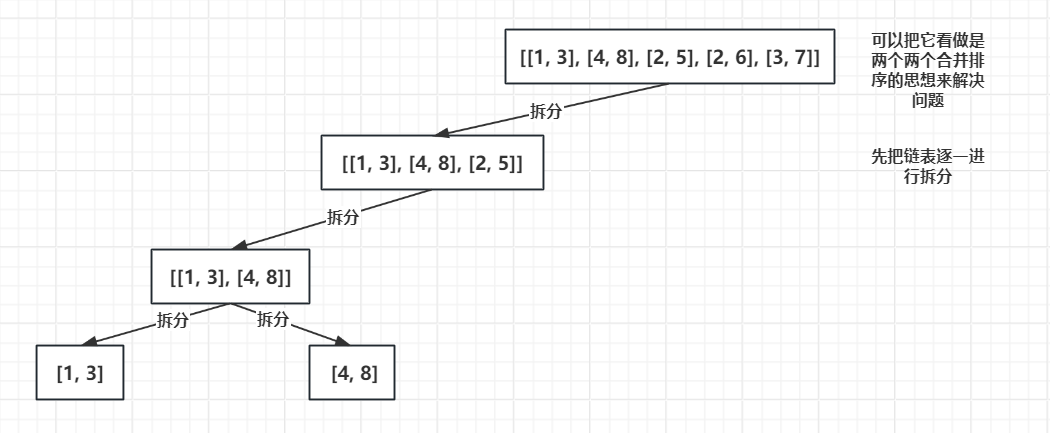 [[1, 3], [4, 8], [2, 5], [2, 6], [3, 7]]
可以把它看做是
两个两个合并排
序的思想来解决
问题
拆分
[[1, 3], [4, 8], [2, 5]]
先把链表逐一进
行拆分
拆分
[[1, 3], [4, 8]]
拆分
拆分
[1, 3]
[4, 8]